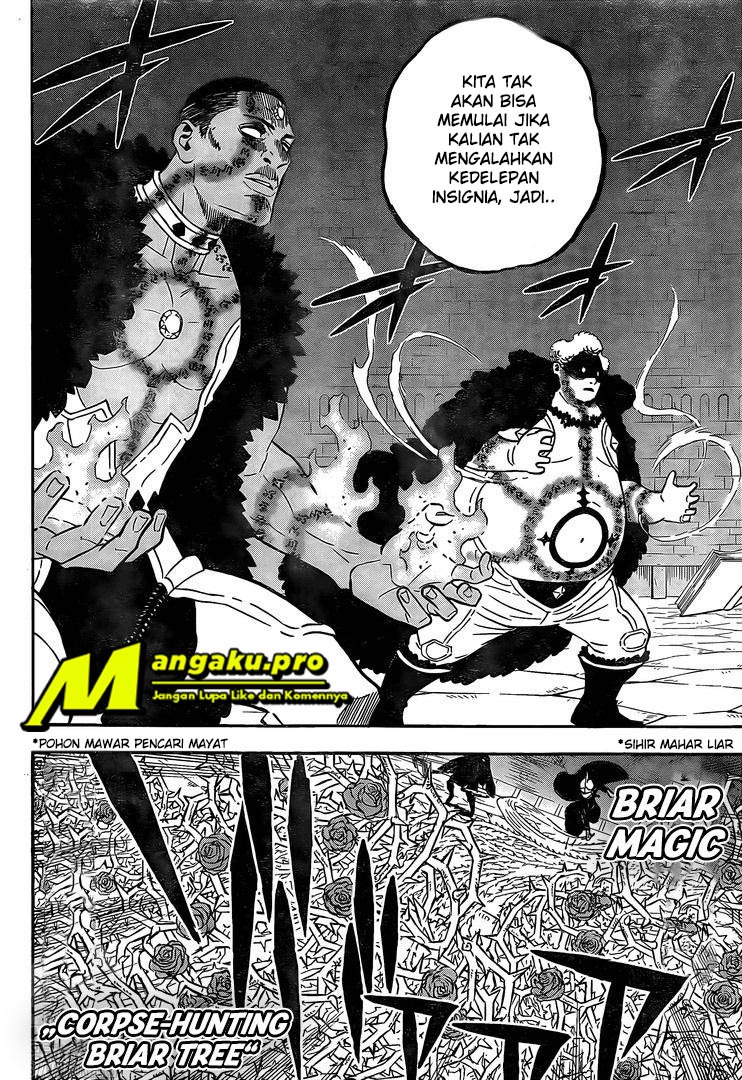 KITA TAK
AKAN BISA
MEMULAI JIKA
KALIAN TAK
MENGALAHKAN
KEDELEPAN
INSIGNIA, JADI..
Mangaku.pro
Jangan Lupa Like dan Komennya
*POHON MAWAR PENCARI MAYAT
*SIHIR MAHAR LIAR
BRIAR
MAGIC
„CORPSE-HUNTING
BRIAR TREE“